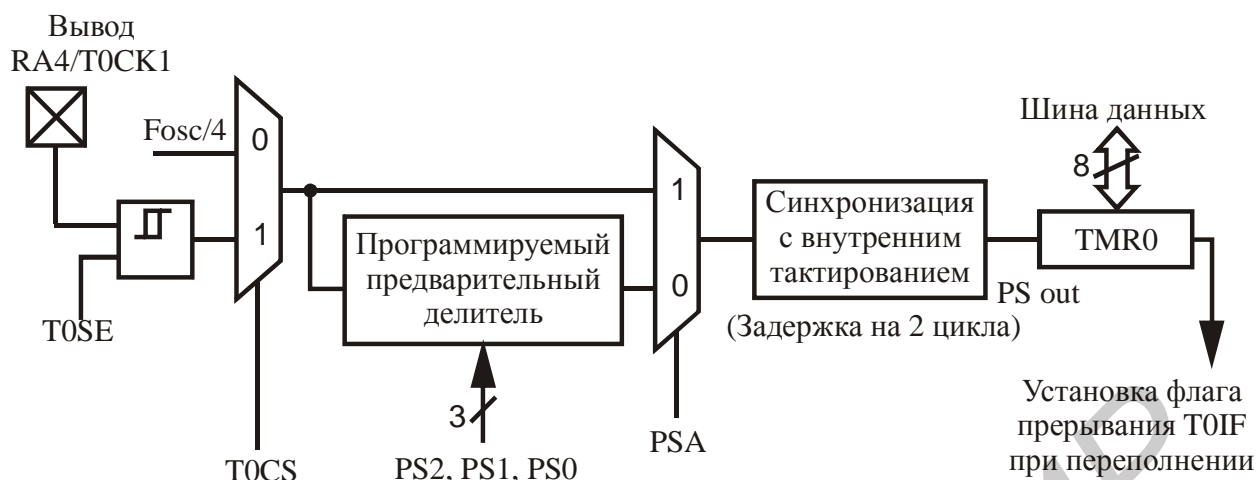 Вывод
RA4/T0CK1
Fosc/4
0
1
T0SE
T0CS
Программируемый
предварительный
делитель
3
PS2, PS1, PS0
1
0
PSA
Синхронизация
с внутренним
тактированием
(Задержка на 2 цикла)
PS out
Шина данных
8
TMR0
Установка флага
прерывания T0IF
при переполнении